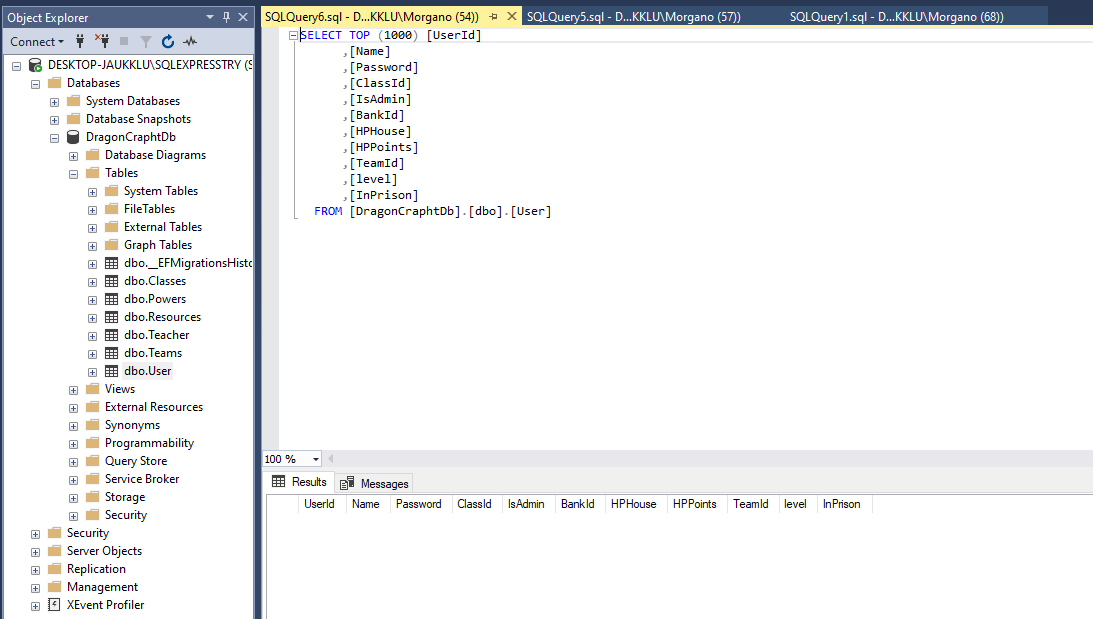 Object Explorer
Connect
DESKTOP-JAUKKLU\SQLEXPRESSTRY (S
Databases
System Databases
Database Snapshots
DragonCraphtDb
Database Diagrams
Tables
System Tables
FileTables
External Tables
Graph Tables
dbo.__EFMigrationsHisto
dbo.Classes
dbo.Powers
dbo.Resources
dbo.Teacher
dbo.Teams
dbo.User
Views
External Resources
Synonyms
Programmability
Query Store
Service Broker
Storage
Security
Security
Server Objects
Replication
Management
XEvent Profiler
SQLQuery6.sql - D...KKLU\Morgano (54)) SQLQuery5.sql - D...KKLU\Morgano (57)) SQLQuery1.sql - D...KKLU\Morgano (68))
SELECT TOP (1000) [UserId]
,[Name]
,[Password]
,[ClassId]
,[IsAdmin]
,[BankId]
,[HPHouse]
,[HPPoints]
,[TeamId]
,[level]
,[InPrison]
FROM [DragonCraphtDb].[dbo].[User]
100 %
Results Messages
UserId Name Password ClassId IsAdmin BankId HPHouse HPPoints TeamId level InPrison